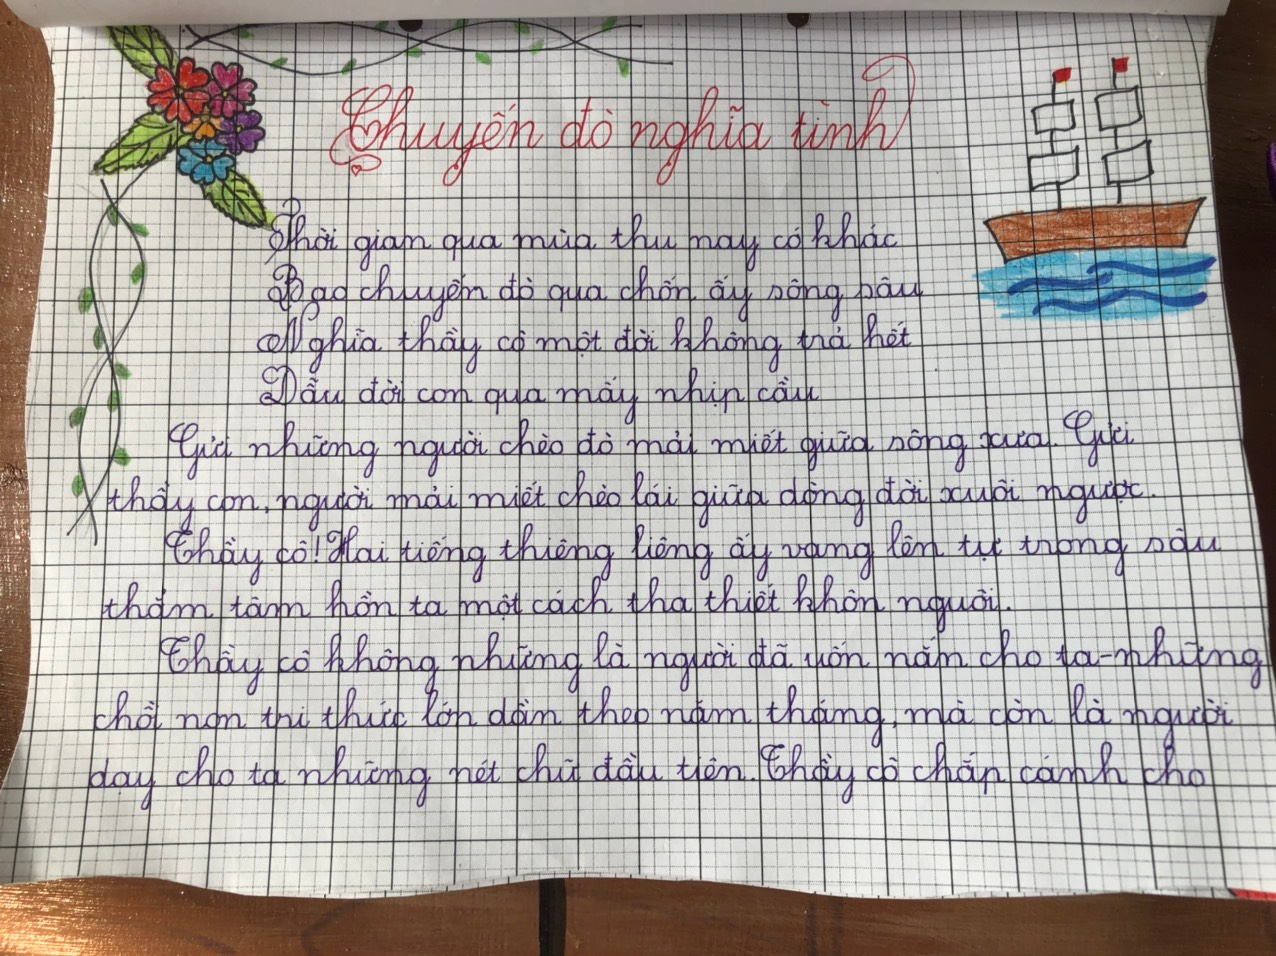 Chuyến đò nghĩa tình
Thời gian qua mùa thu nay có khác
Bao chuyến đò qua chốn ấy sông sâu
Nghĩa thầy cô một đời không trả hết
Dẫu đời con qua mấy nhịp cầu
Gửi những người chèo đò mải miết giữa sông xưa. Gửi
thầy con, người mải miết chèo lái giữa dòng đời xuôi ngược.
Thầy cô! Hai tiếng thiêng liêng ấy vang lên tự trong sâu
thẳm tâm hồn ta một cách tha thiết khôn nguôi.
Thầy cô không những là người đã uốn nắn cho ta-những
chồi non tri thức lớn dần theo năm tháng, mà còn là người
dạy cho ta những nét chữ đầu tiên. Thầy cô chắp cánh cho